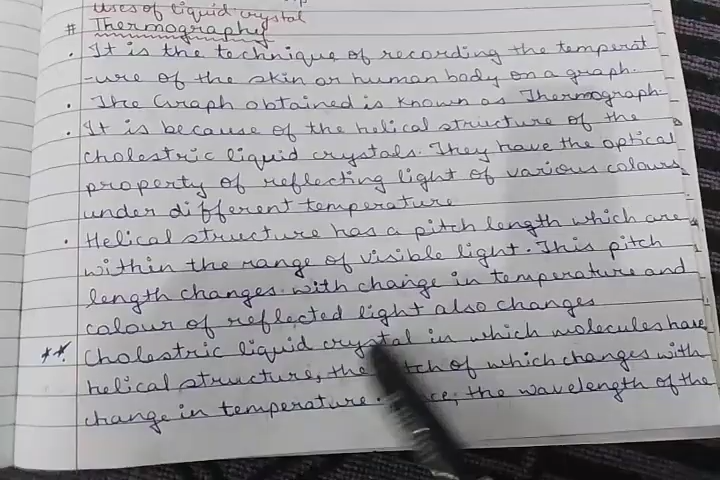 uses of liquid crystal
# Thermography
• It is the technique of recording the temperat
-ure of the skin or human body on a graph.
• The Graph obtained is known as Thermograph.
• It is because of the helical structure of the
cholestric liquid crystals. They have the optical
property of reflecting light of various colours
under different temperature
• Helical structure has a pitch length which are
within the range of visible light. This pitch
length changes with change in temperature and
colour of reflected light also changes
** Cholestric liquid crystal in which molecules have
helical structure, the of which changes with
change in temperature. the wavelength of the